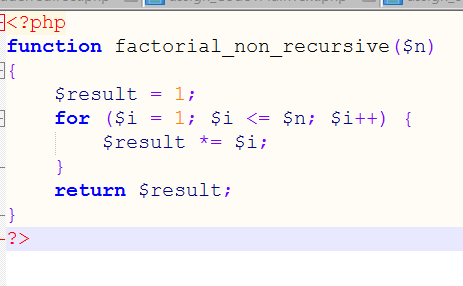 <?php
function factorial_non_recursive($n)
{
    $result = 1;
    for ($i = 1; $i <= $n; $i++) {
        $result *= $i;
    }
    return $result;
}
?>